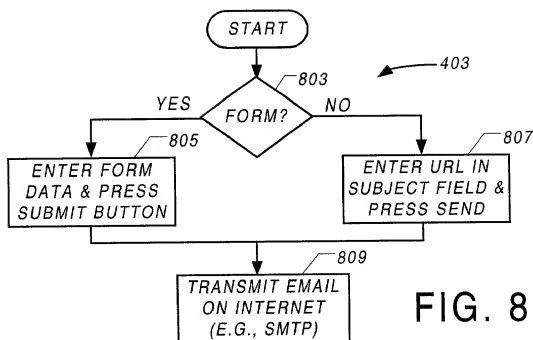 START
403
803
FORM?
YES
NO
805
ENTER FORM
DATA & PRESS
SUBMIT BUTTON
807
ENTER URL IN
SUBJECT FIELD &
PRESS SEND
809
TRANSMIT EMAIL
ON INTERNET
(E.G., SMTP)
FIG. 8